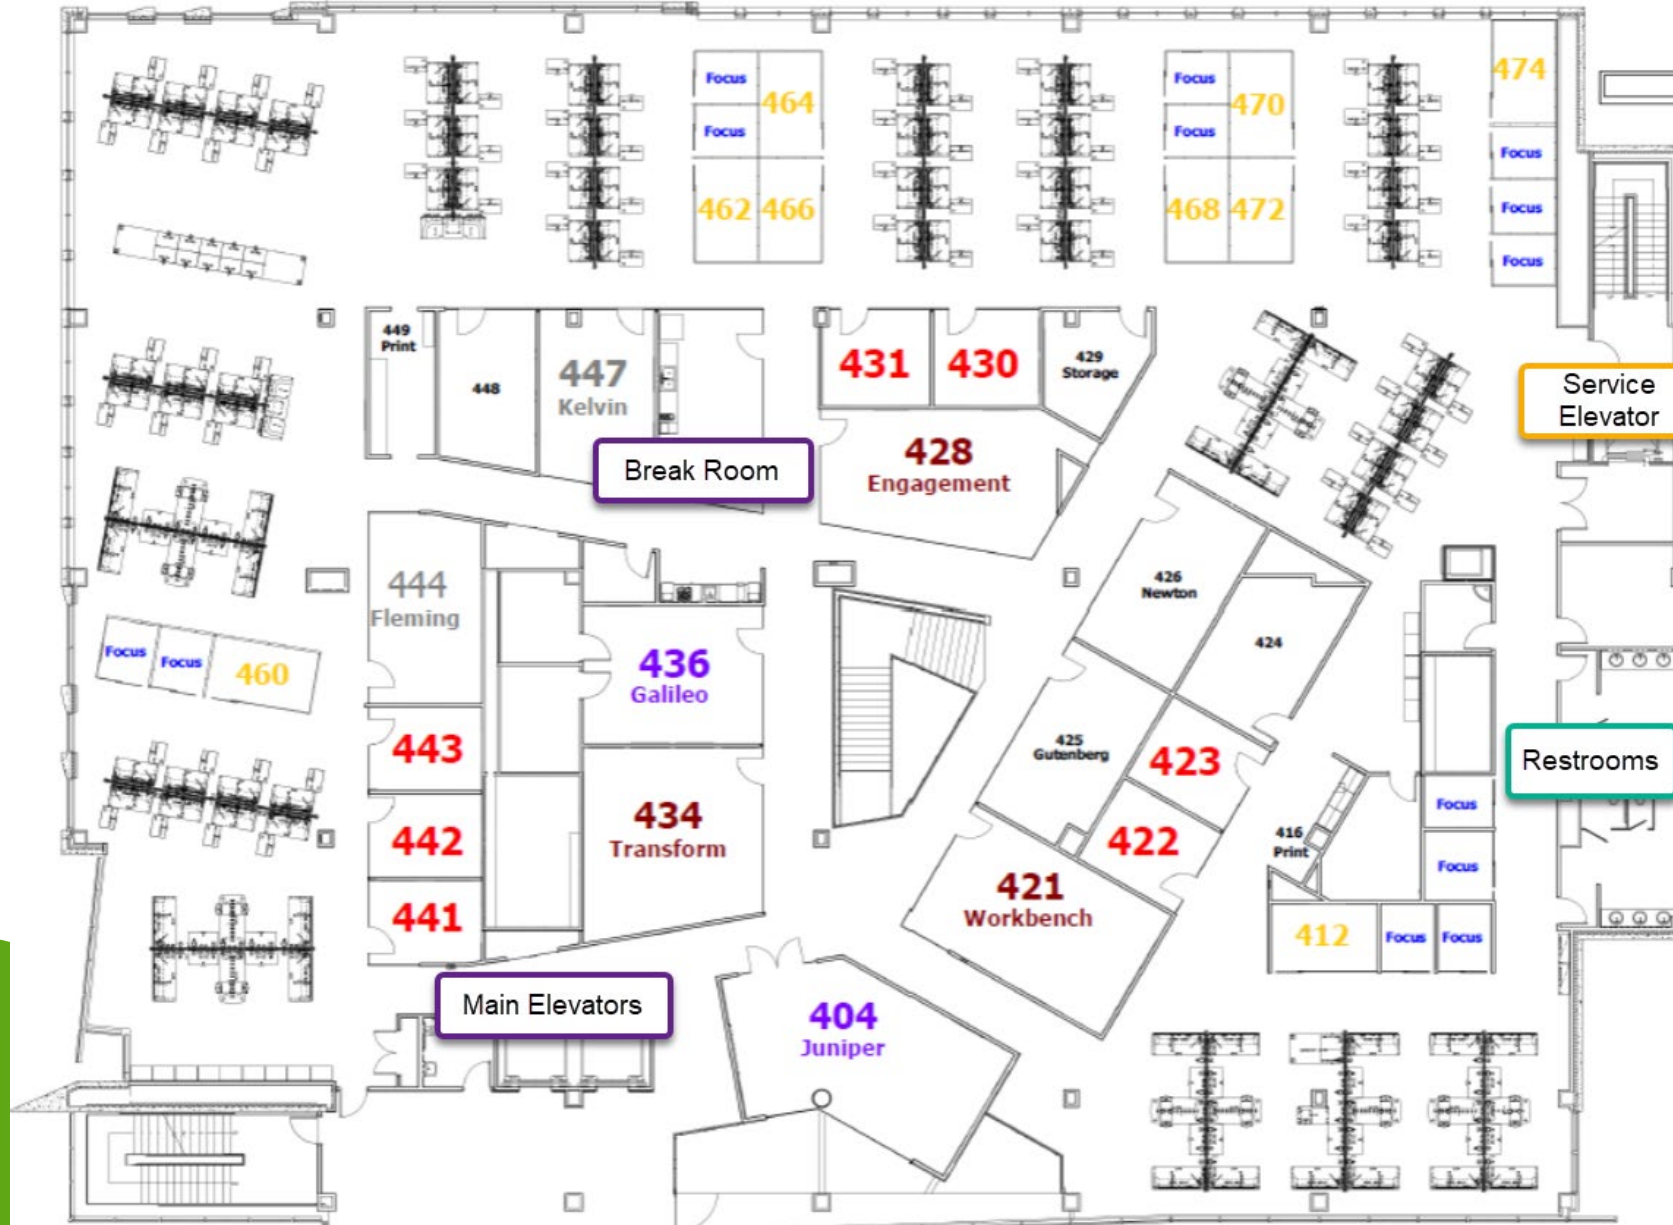 474
Focus
464
Focus
Focus
470
Focus
462
466
468
472
Focus
Focus
Focus
449
Print
448
447
Kelvin
431
430
429
Storage
Service
Elevator
Break Room
428
Engagement
444
Fleming
426
Newton
424
Focus
Focus
460
436
Galileo
443
425
Gutenberg
423
Restrooms
442
434
Transform
422
416
Print
Focus
Focus
441
421
Workbench
412
Focus
Focus
Main Elevators
404
Juniper